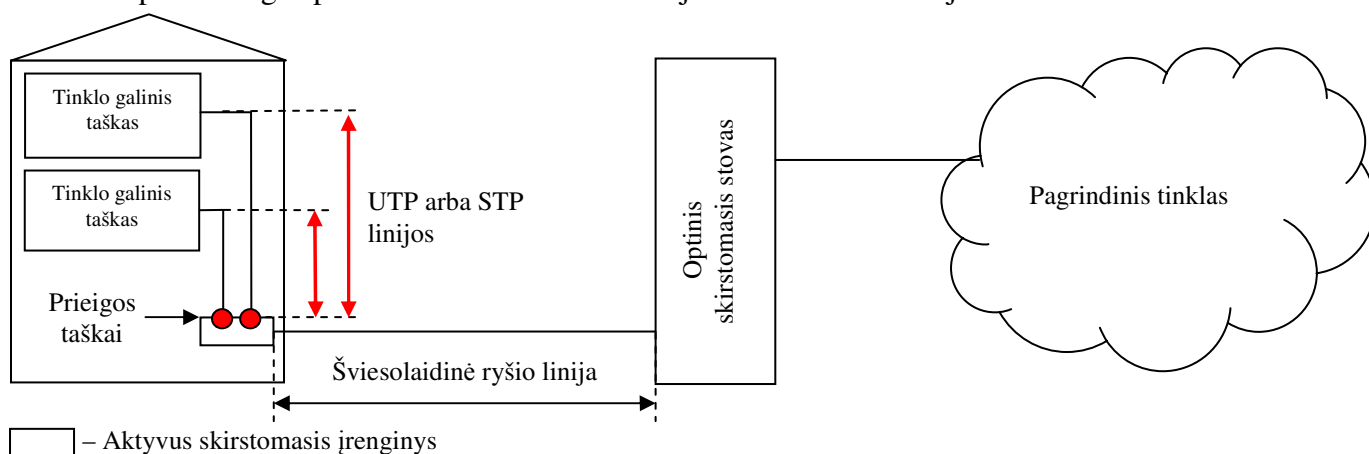 Tinklo galinis
taškas
Tinklo galinis
taškas
UTP arba STP
linijos
Prieigos
taškai
Šviesolaidinė ryšio linija
Optinis
skirstomasis stovas
Pagrindinis tinklas
– Aktyvus skirstomasis įrenginys